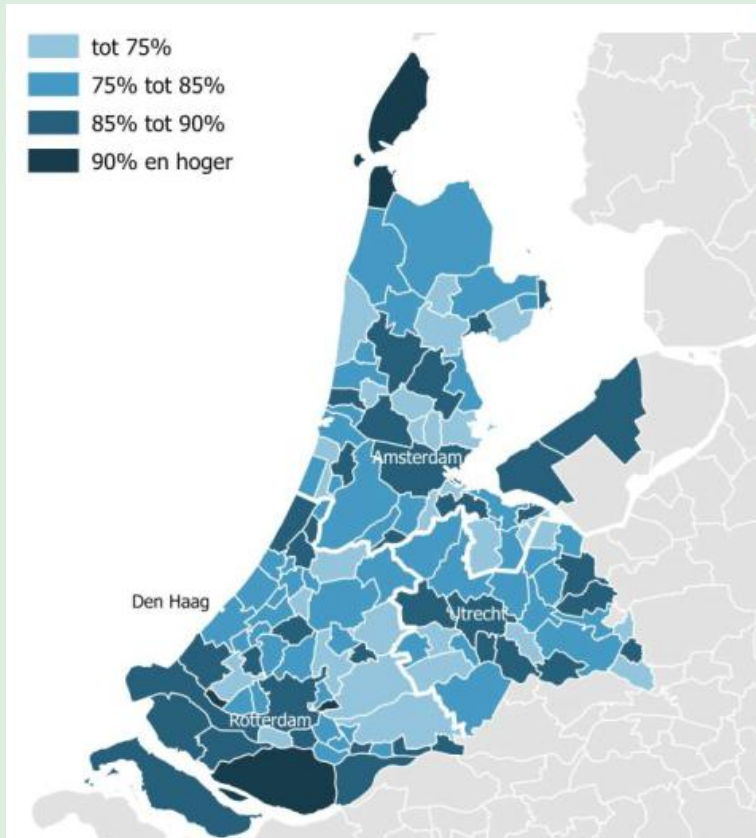 tot 75%
75% tot 85%
85% tot 90%
90% en hoger
Amsterdam
Den Haag
Utrecht
Rotterdam